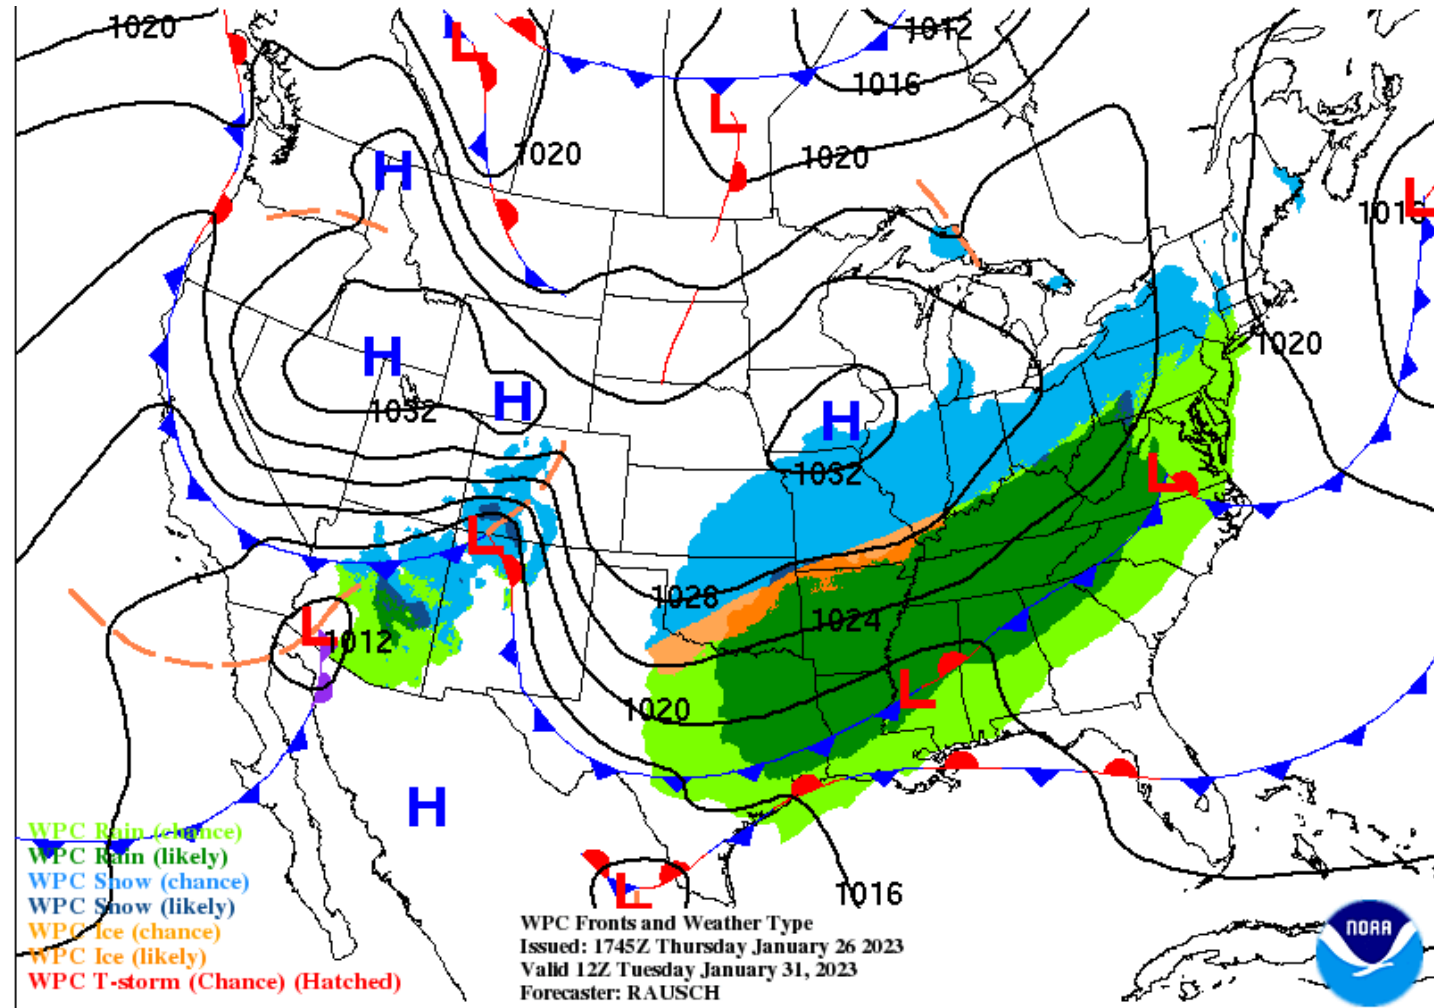 1020
1012
1016
1020
1020
1016
1020
1032
1032
1028
1024
1012
1020
1016
L
L
L
L
L
L
L
L
H
H
H
H
H
WPC Rain (chance)
WPC Rain (likely)
WPC Snow (chance)
WPC Snow (likely)
WPC Ice (chance)
WPC Ice (likely)
WPC T-storm (Chance) (Hatched)
WPC Fronts and Weather Type
Issued: 1745Z Thursday January 26 2023
Valid 12Z Tuesday January 31, 2023
Forecaster: RAUSCH
NOAA